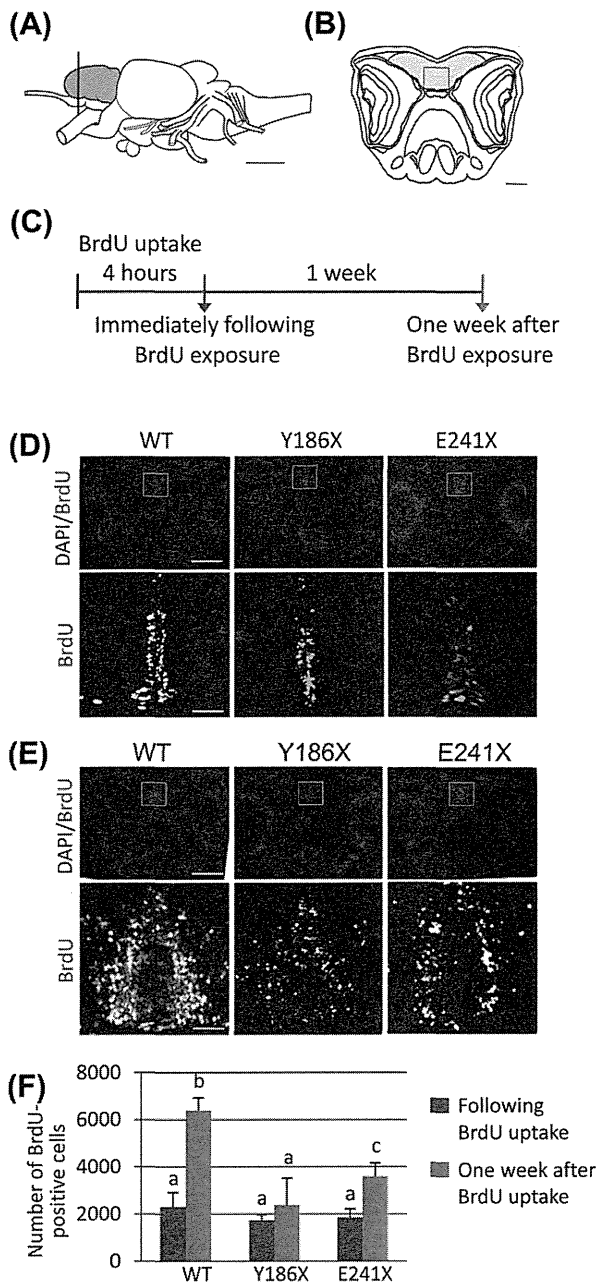 (A)
(B)
(C)
BrdU uptake
4 hours
1 week
Immediately following
BrdU exposure
One week after
BrdU exposure
(D)
WT
Y186X
E241X
DAPI/BrdU
BrdU
(E)
WT
Y186X
E241X
DAPI/BrdU
BrdU
(F)
Number of BrdU-
positive cells
8000
6000
4000
2000
0
a
b
a
a
a
c
WT
Y186X
E241X
Following
BrdU uptake
One week after
BrdU uptake